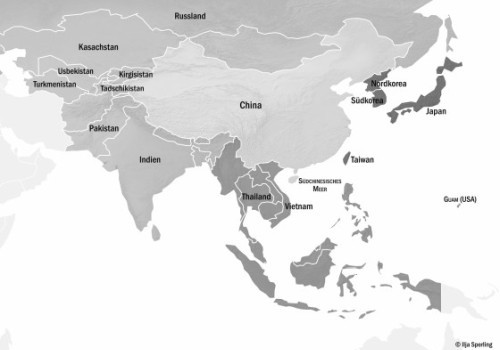 Russland
Kasachstan
Usbekistan
Kirgisistan
Turkmenistan
Tadschikistan
Nordkorea
Südkorea
China
Japan
Pakistan
Indien
Taiwan
Südchinesisches
Meer
Thailand
Vietnam
Guam (USA)
© Ilja Sperling